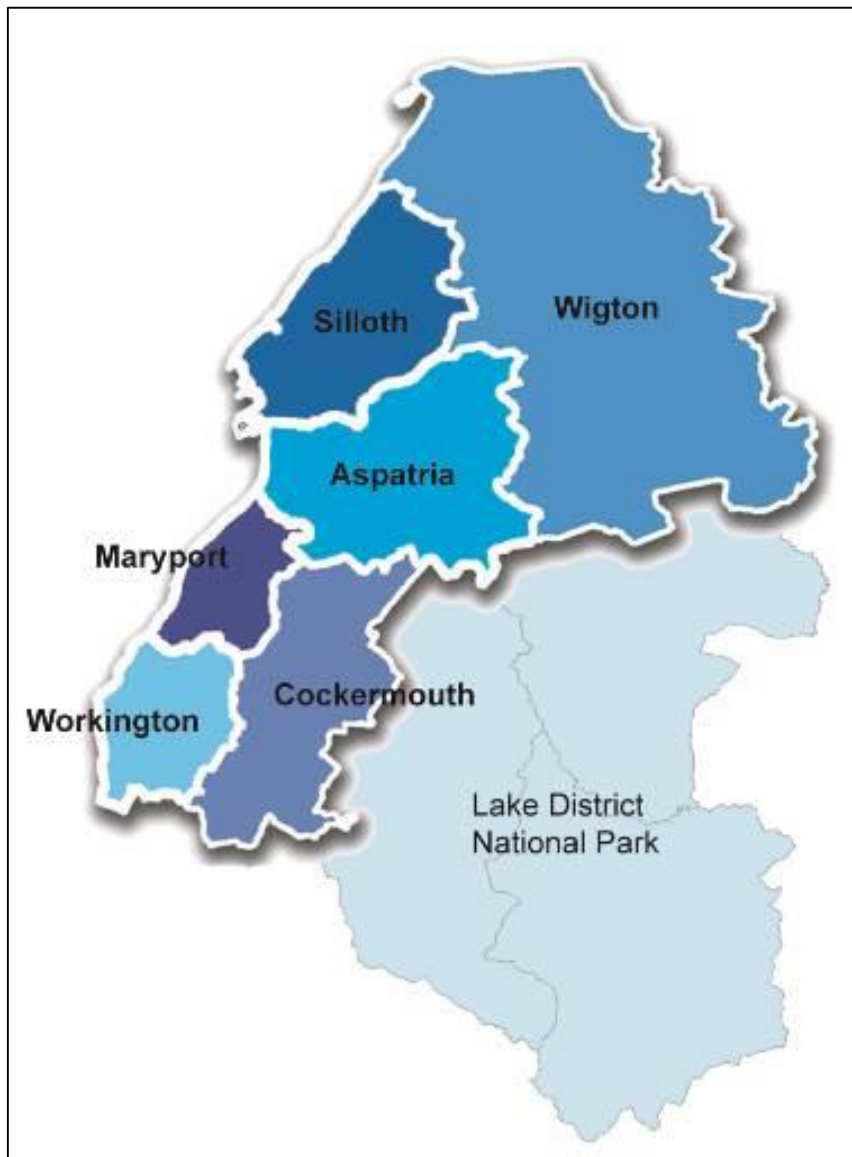 Silloth
Wigton
Aspatria
Maryport
Cockermouth
Workington
Lake District
National Park